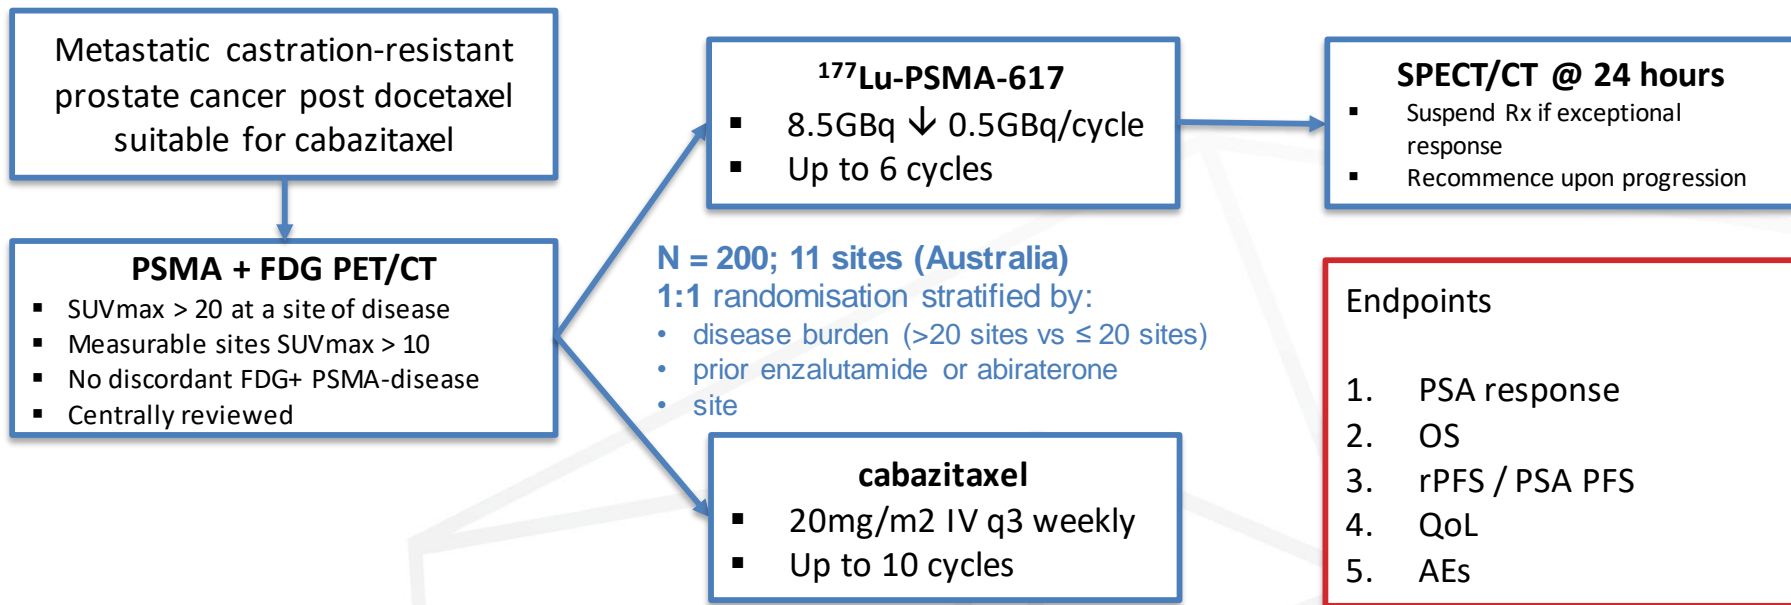 Metastatic castration-resistant
prostate cancer post docetaxel
suitable for cabazitaxel
PSMA + FDG PET/CT
▪ SUVmax > 20 at a site of disease
▪ Measurable sites SUVmax > 10
▪ No discordant FDG+ PSMA-disease
▪ Centrally reviewed
¹⁷⁷Lu-PSMA-617
▪ 8.5GBq ↓ 0.5GBq/cycle
▪ Up to 6 cycles
SPECT/CT @ 24 hours
▪ Suspend Rx if exceptional
response
▪ Recommence upon progression
N = 200; 11 sites (Australia)
1:1 randomisation stratified by:
• disease burden (>20 sites vs ≤ 20 sites)
• prior enzalutamide or abiraterone
• site
cabazitaxel
▪ 20mg/m2 IV q3 weekly
▪ Up to 10 cycles
Endpoints
1. PSA response
2. OS
3. rPFS / PSA PFS
4. QoL
5. AEs